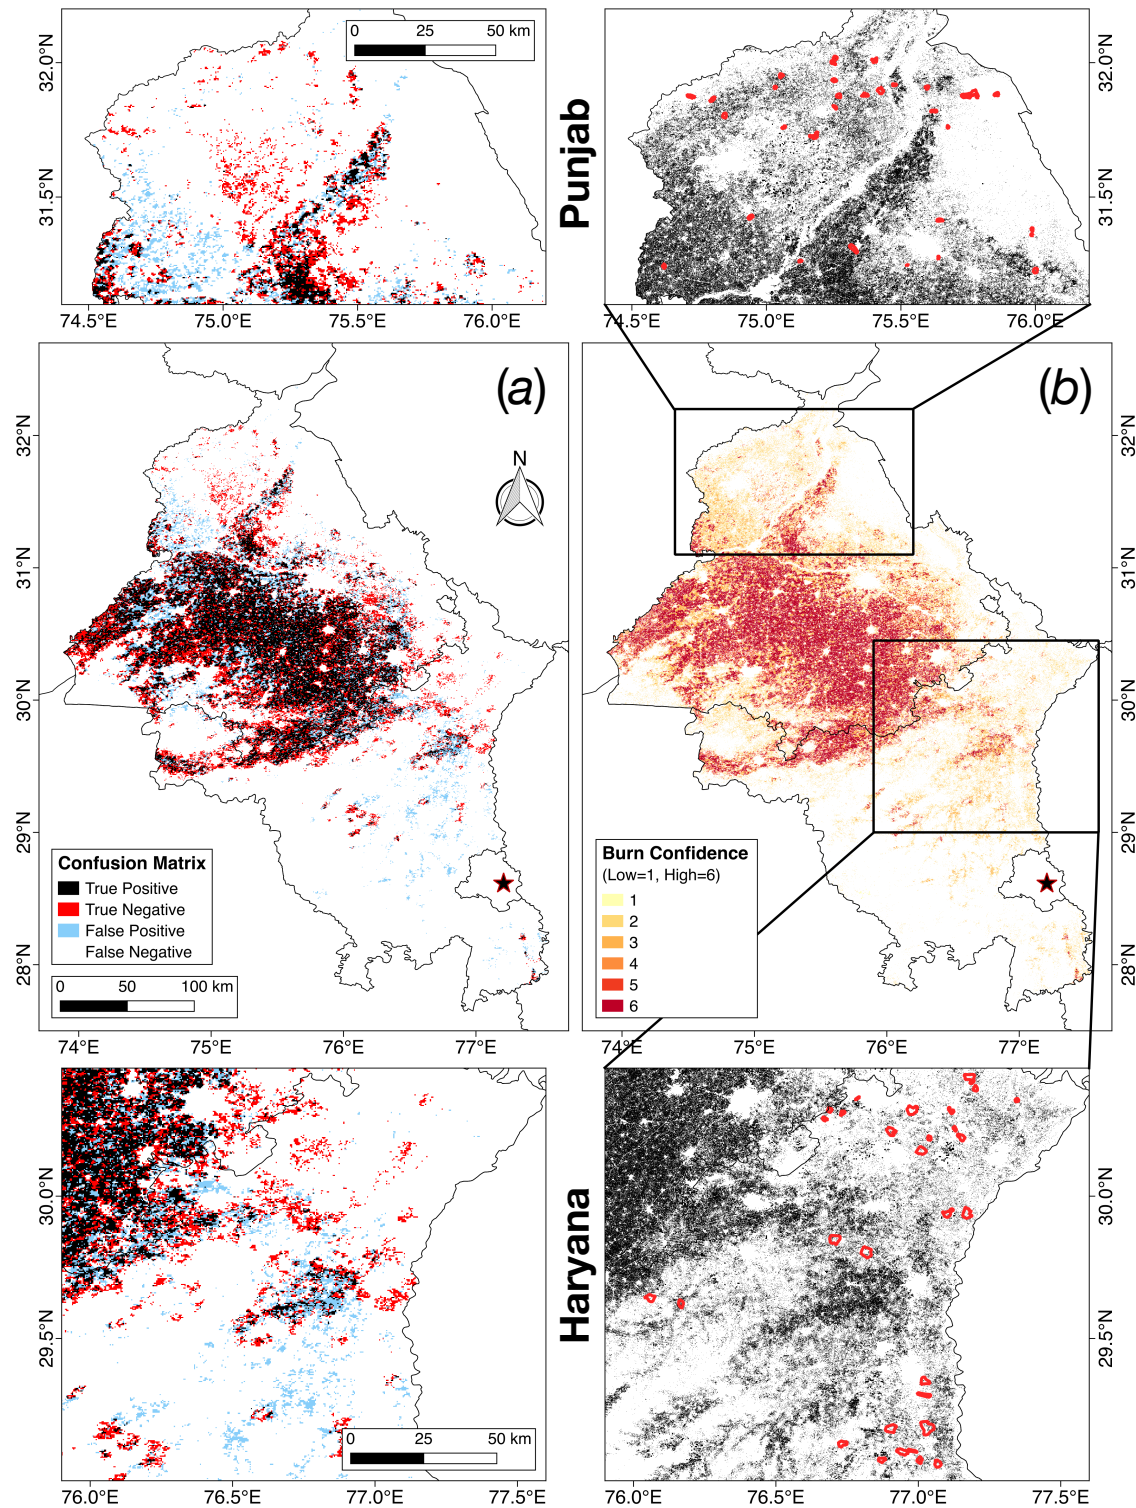 0 25 50 km
32.0°N
31.5°N
74.5°E 75.0°E 75.5°E 76.0°E
Punjab
32.0°N
31.5°N
74.5°E 75.0°E 75.5°E 76.0°E
(a)
N
32°N
31°N
30°N
29°N
28°N
Confusion Matrix
True Positive
True Negative
False Positive
False Negative
0 50 100 km
74°E 75°E 76°E 77°E
(b)
32°N
31°N
30°N
29°N
28°N
Burn Confidence
(Low=1, High=6)
1
2
3
4
5
6
74°E 75°E 76°E 77°E
30.0°N
29.5°N
0 25 50 km
76.0°E 76.5°E 77.0°E 77.5°E
Haryana
30.0°N
29.5°N
76.0°E 76.5°E 77.0°E 77.5°E